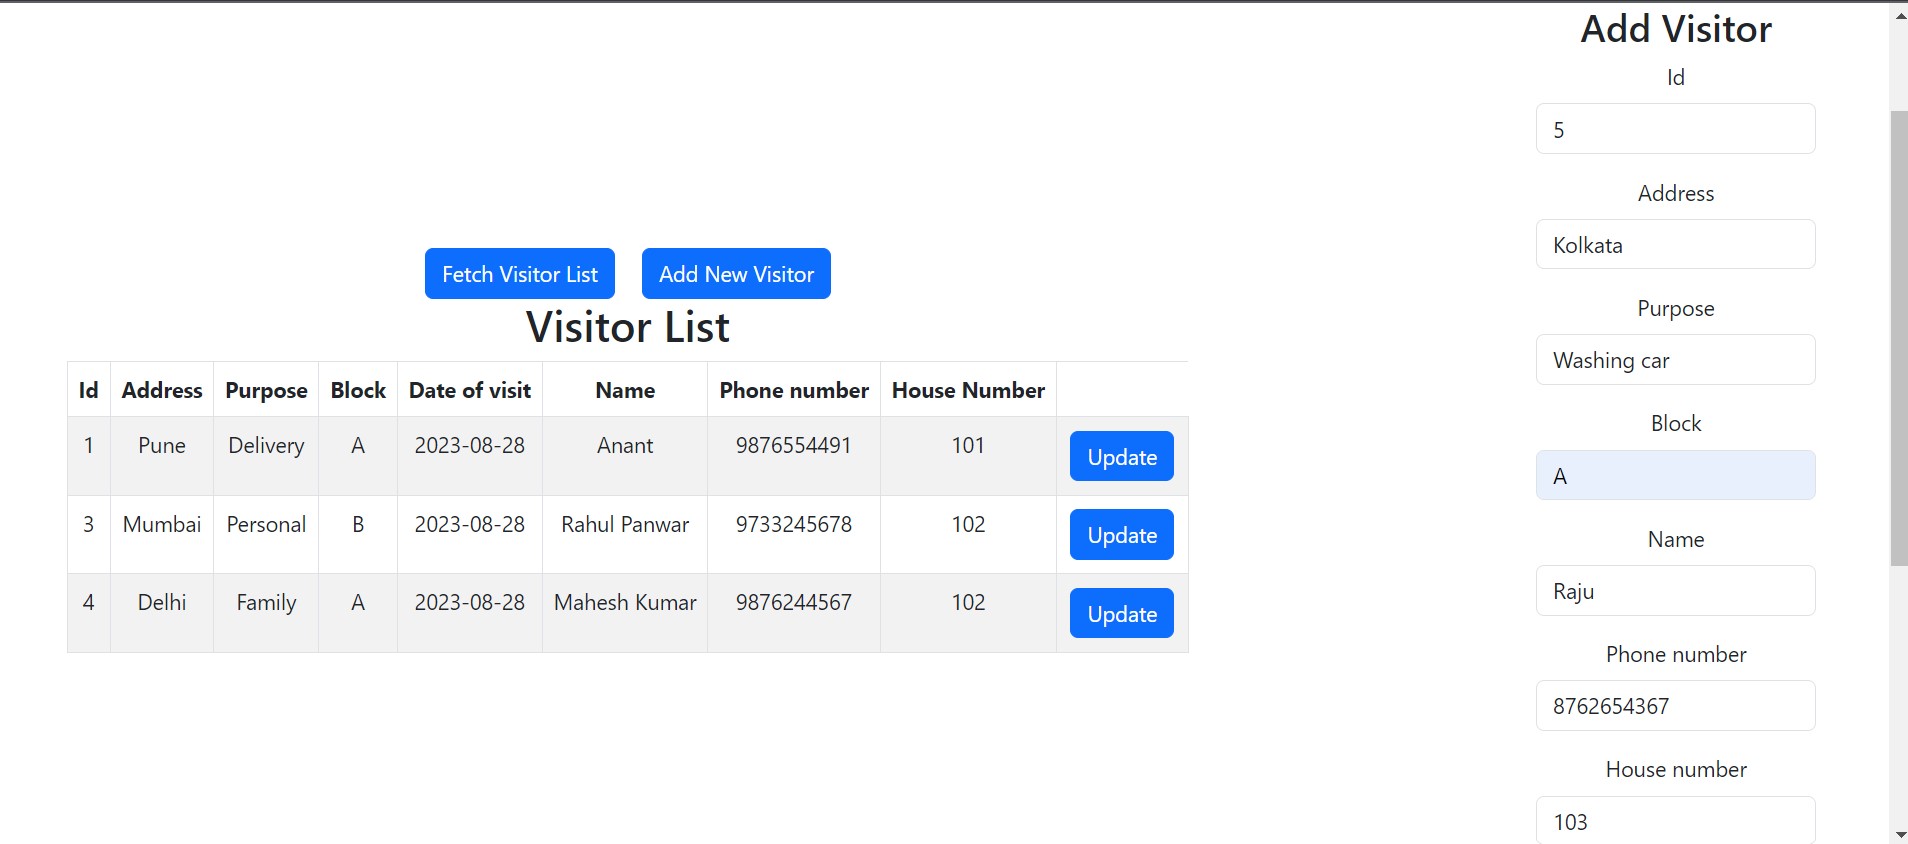 Fetch Visitor List Add New Visitor
Visitor List
Id Address Purpose Block Date of visit Name Phone number House Number
1 Pune Delivery A 2023-08-28 Anant 9876554491 101 Update
3 Mumbai Personal B 2023-08-28 Rahul Panwar 9733245678 102 Update
4 Delhi Family A 2023-08-28 Mahesh Kumar 9876244567 102 Update
Add Visitor
Id
5
Address
Kolkata
Purpose
Washing car
Block
A
Name
Raju
Phone number
8762654367
House number
103